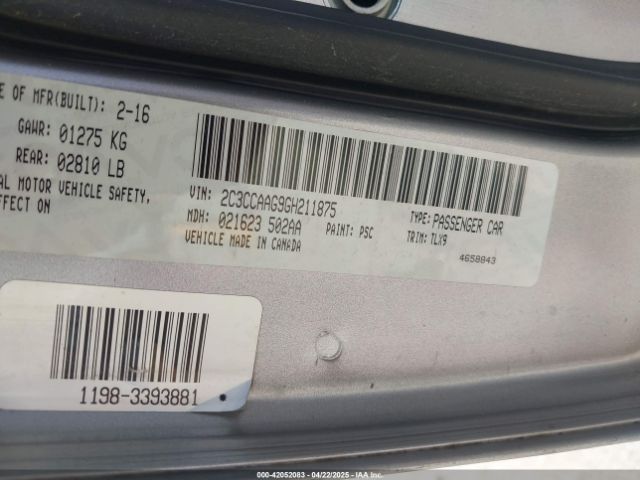 E OF MFR(BUILT): 2-16
GAWR: 01275 KG
REAR: 02810 LB
AL MOTOR VEHICLE SAFETY,
EFFECT ON
VIN: 2C3CCAAG9GH211875
MDH: 021623 502AA PAINT: PSC
VEHICLE MADE IN CANADA
TYPE: PASSENGER CAR
TRIM: TLX9
4658843
1198-3393881
000-42052083 - 04/22/2025 - IAA Inc.